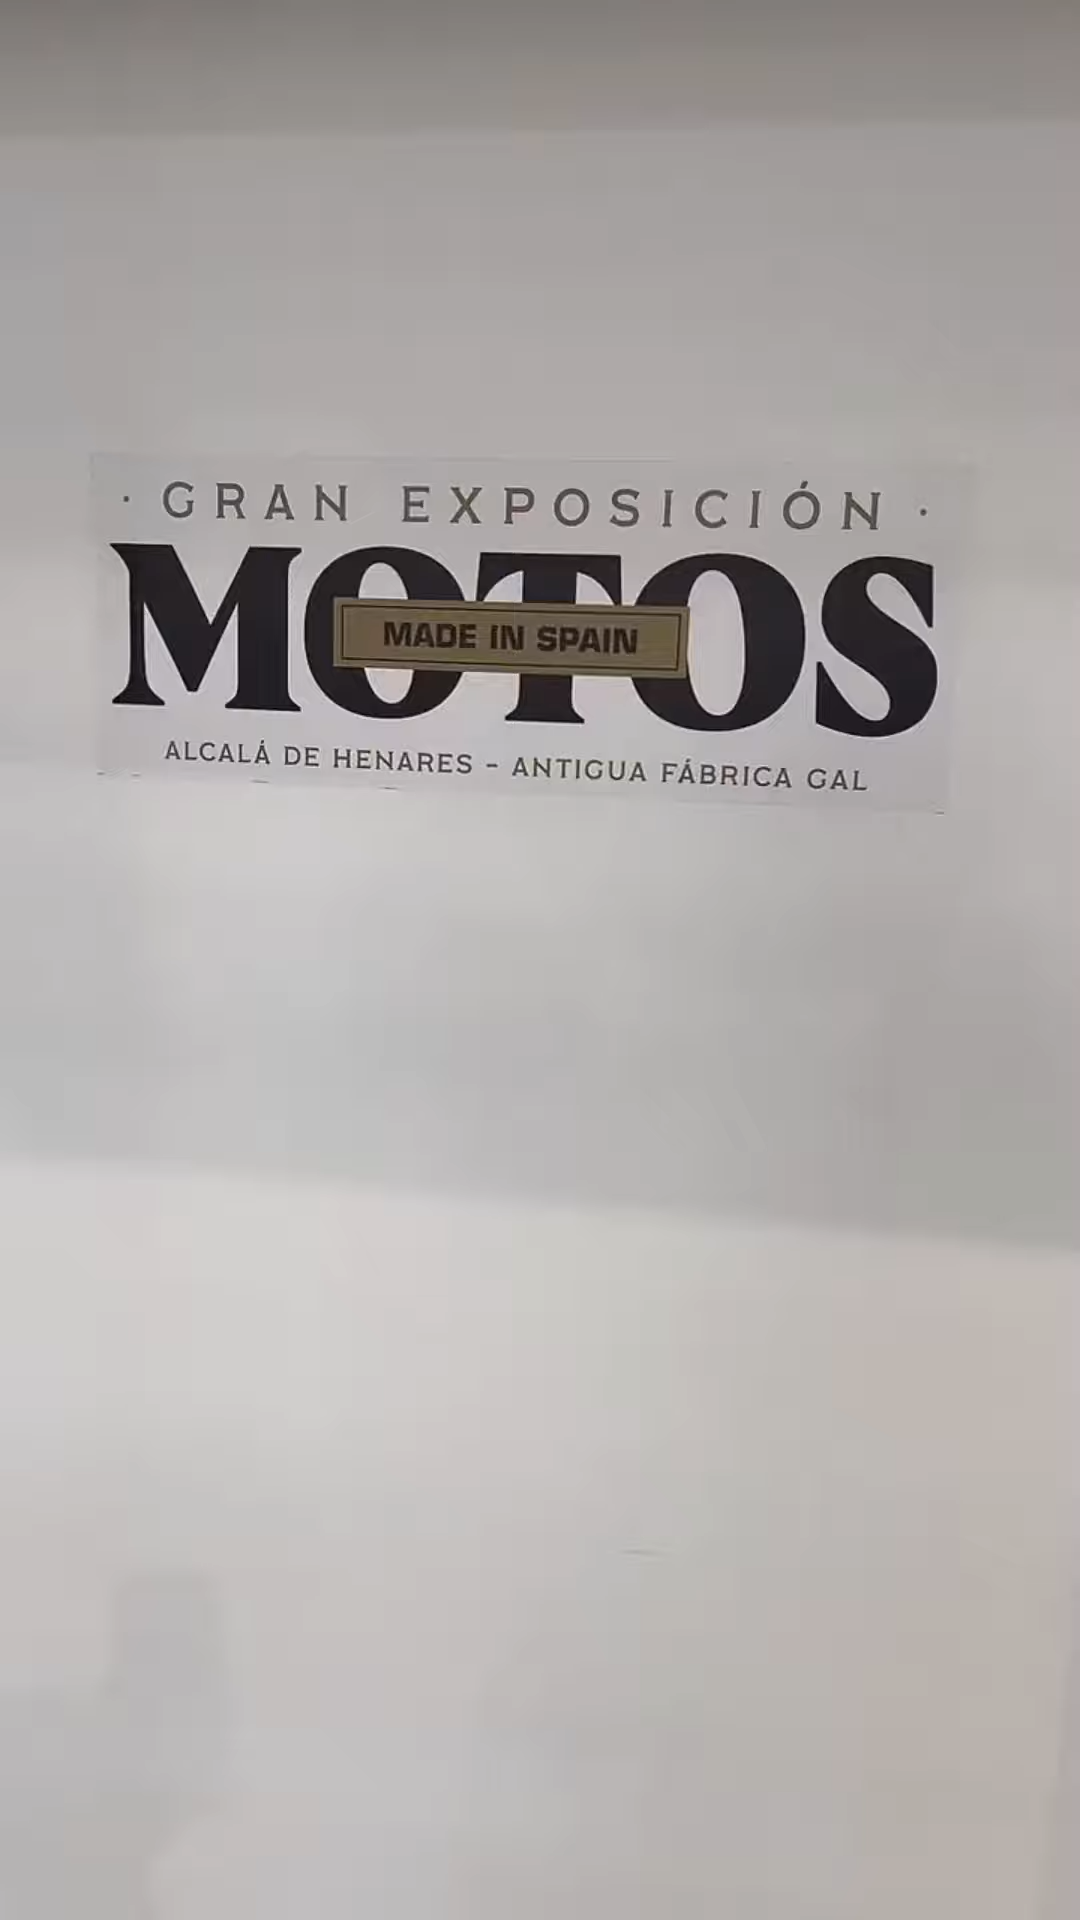 · GRAN EXPOSICIÓN ·
MOTOS
MADE IN SPAIN
ALCALÁ DE HENARES - ANTIGUA FÁBRICA GAL